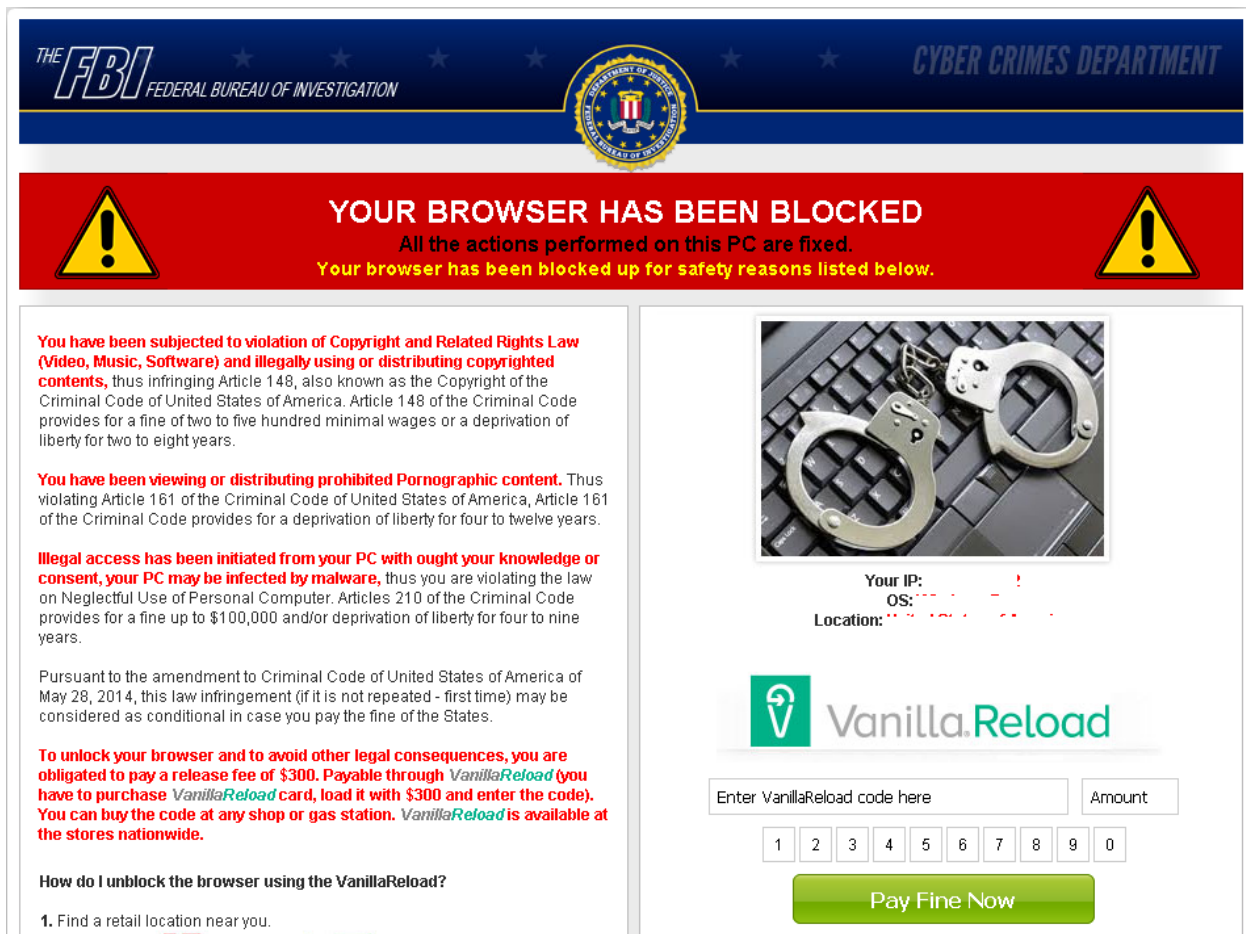 THE FBI FEDERAL BUREAU OF INVESTIGATION
CYBER CRIMES DEPARTMENT
DEPARTMENT OF JUSTICE
FEDERAL BUREAU OF INVESTIGATION
YOUR BROWSER HAS BEEN BLOCKED
All the actions performed on this PC are fixed.
Your browser has been blocked up for safety reasons listed below.
You have been subjected to violation of Copyright and Related Rights Law
(Video, Music, Software) and illegally using or distributing copyrighted
contents, thus infringing Article 148, also known as the Copyright of the
Criminal Code of United States of America. Article 148 of the Criminal Code
provides for a fine of two to five hundred minimal wages or a deprivation of
liberty for two to eight years.
You have been viewing or distributing prohibited Pornographic content. Thus
violating Article 161 of the Criminal Code of United States of America, Article 161
of the Criminal Code provides for a deprivation of liberty for four to twelve years.
Illegal access has been initiated from your PC with ought your knowledge or
consent, your PC may be infected by malware, thus you are violating the law
on Neglectful Use of Personal Computer. Articles 210 of the Criminal Code
provides for a fine up to $100,000 and/or deprivation of liberty for four to nine
years.
Pursuant to the amendment to Criminal Code of United States of America of
May 28, 2014, this law infringement (if it is not repeated - first time) may be
considered as conditional in case you pay the fine of the States.
To unlock your browser and to avoid other legal consequences, you are
obligated to pay a release fee of $300. Payable through VanillaReload (you
have to purchase VanillaReload card, load it with $300 and enter the code).
You can buy the code at any shop or gas station. VanillaReload is available at
the stores nationwide.
How do I unblock the browser using the VanillaReload?
1. Find a retail location near you.
Your IP:
OS:
Location:
Vanilla Reload
Enter VanillaReload code here
Amount
1 2 3 4 5 6 7 8 9 0
Pay Fine Now